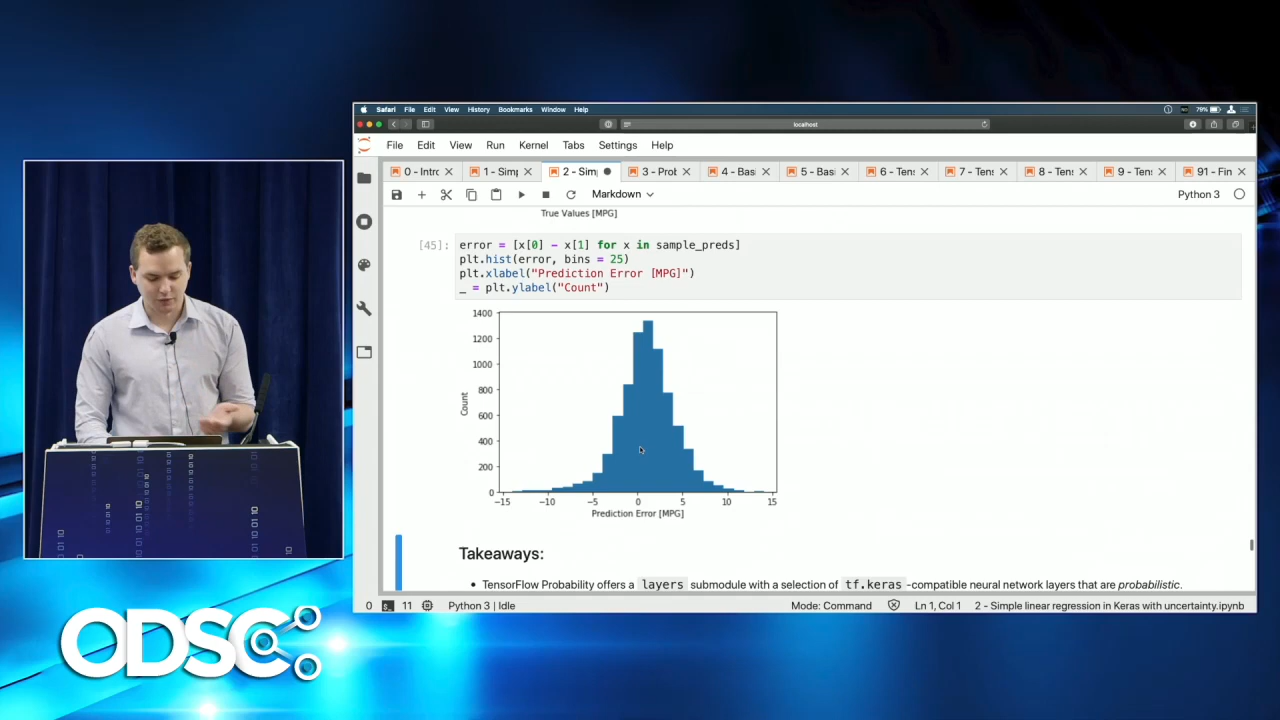 Safari File Edit View History Bookmarks Window Help
79%
localhost
File Edit View Run Kernel Tabs Settings Help
0 - Intro 1 - Simp 2 - Simp 3 - Prob 4 - Basi 5 - Basi 6 - Tens 7 - Tens 8 - Tens 9 - Tens 91 - Fin
Markdown Python 3
True Values [MPG]
[45]: error = [x[0] - x[1] for x in sample_preds]
plt.hist(error, bins = 25)
plt.xlabel("Prediction Error [MPG]")
_ = plt.ylabel("Count")
1400
1200
1000
800
600
400
200
0
Count
−15 −10 −5 0 5 10 15
Prediction Error [MPG]
Takeaways:
• TensorFlow Probability offers a layers submodule with a selection of tf.keras -compatible neural network layers that are probabilistic.
0 11 Python 3 | Idle Mode: Command Ln 1, Col 1 2 - Simple linear regression in Keras with uncertainty.ipynb
ODSC